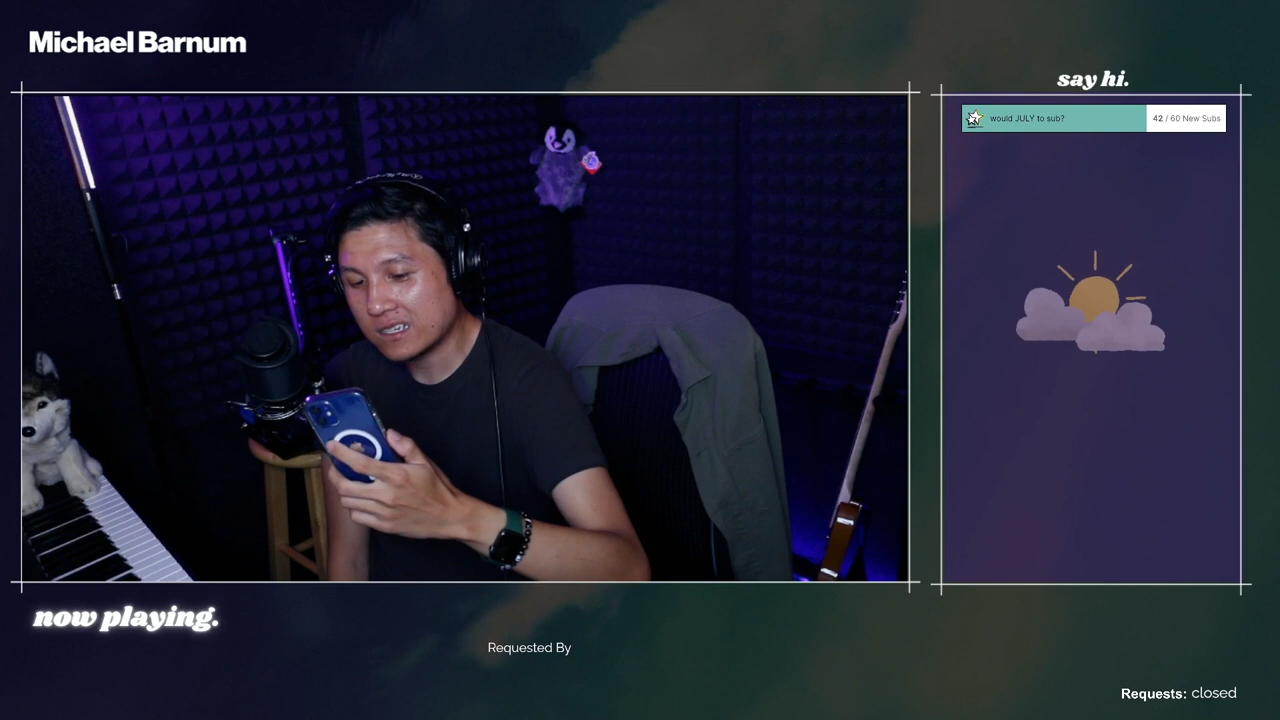 Michael Barnum
say hi.
would JULY to sub?
42 / 60 New Subs
now playing.
Requested By
Requests: closed